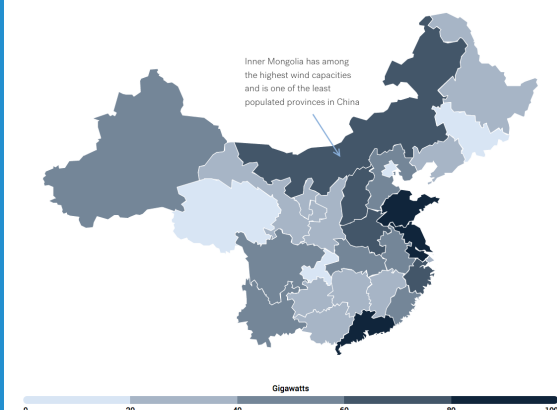 Inner Mongolia has among
the highest wind capacities
and is one of the least
populated provinces in China
Gigawatts
0 20 40 60 80 100